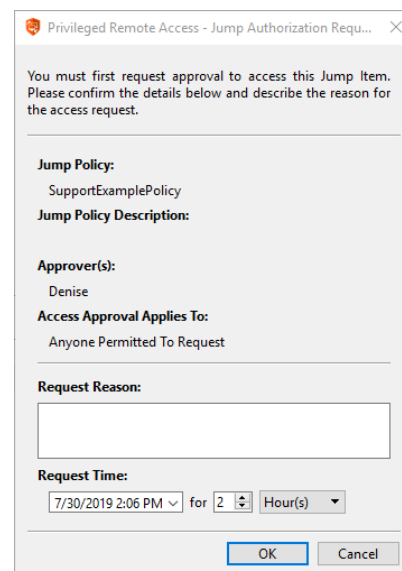 Privileged Remote Access - Jump Authorization Requ...
You must first request approval to access this Jump Item.
Please confirm the details below and describe the reason for
the access request.
Jump Policy:
SupportExamplePolicy
Jump Policy Description:
Approver(s):
Denise
Access Approval Applies To:
Anyone Permitted To Request
Request Reason:
Request Time:
7/30/2019 2:06 PM for 2 Hour(s)
OK Cancel